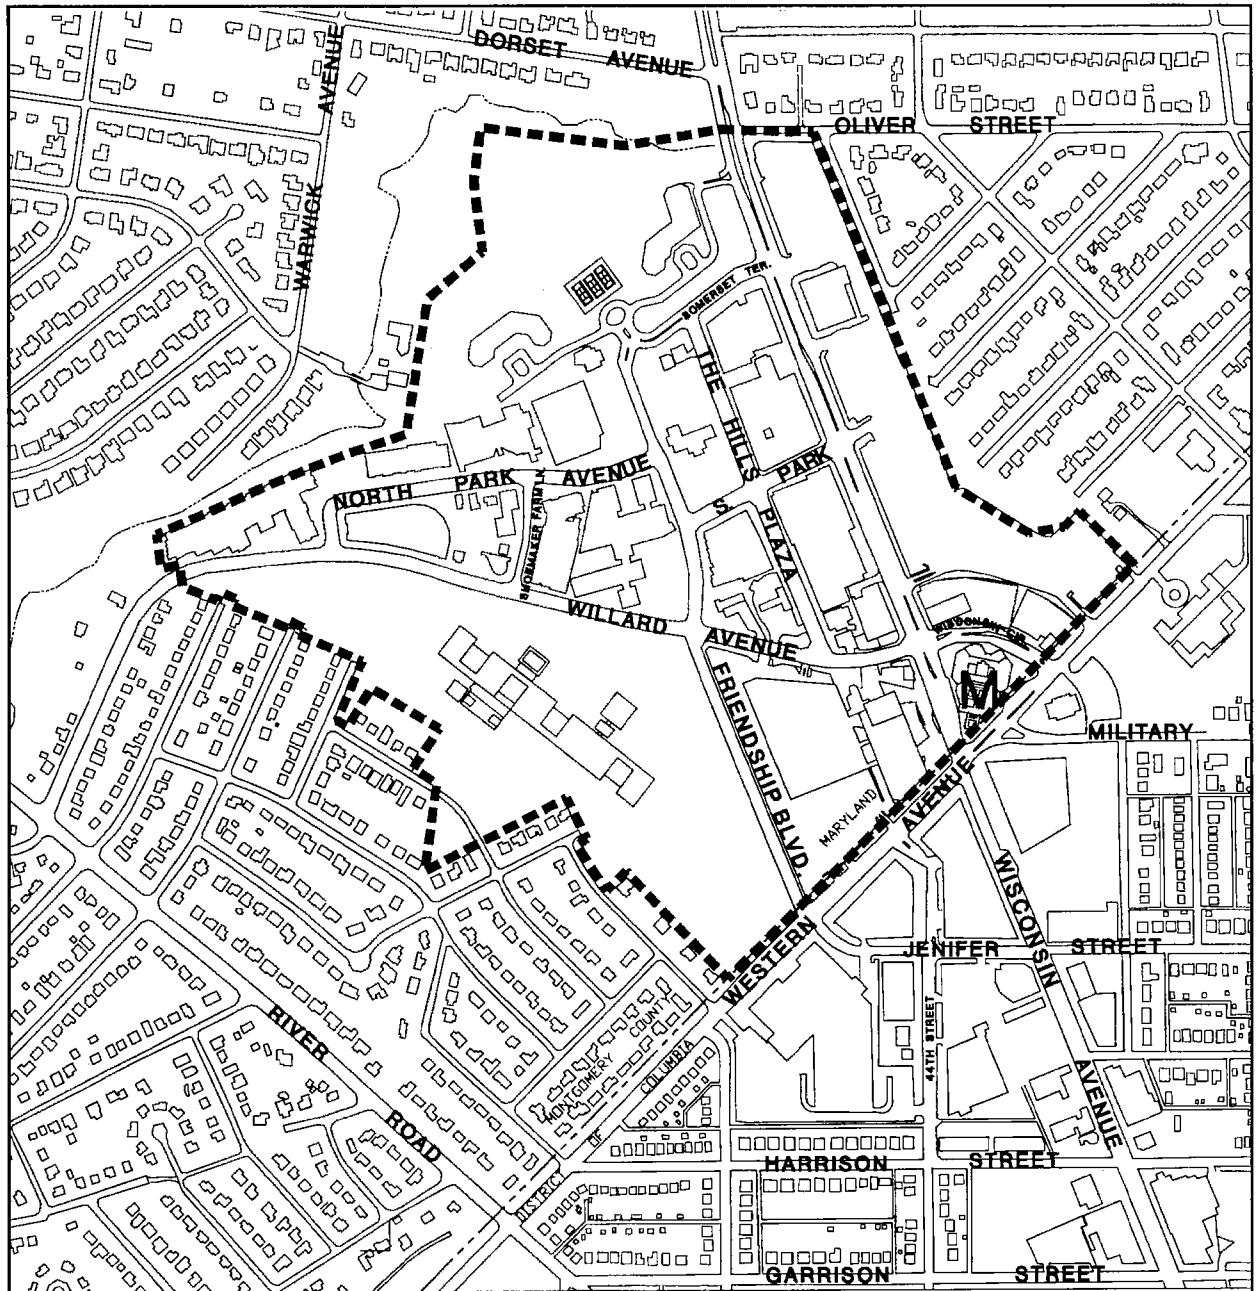 DORSET AVENUE
WARWICK AVENUE
OLIVER STREET
SOMERSET TER.
THE HILLS PLAZA
NORTH PARK AVENUE
S. PARK
SHOEMAKER FARM LN.
WILLARD AVENUE
WISCONSIN CIR.
M
FRIENDSHIP BLVD.
MILITARY
MARYLAND
WESTERN AVENUE
WISCONSIN AVENUE
JENIFER STREET
44TH STREET
MONTGOMERY COUNTY
DISTRICT OF COLUMBIA
RIVER ROAD
HARRISON STREET
GARRISON STREET